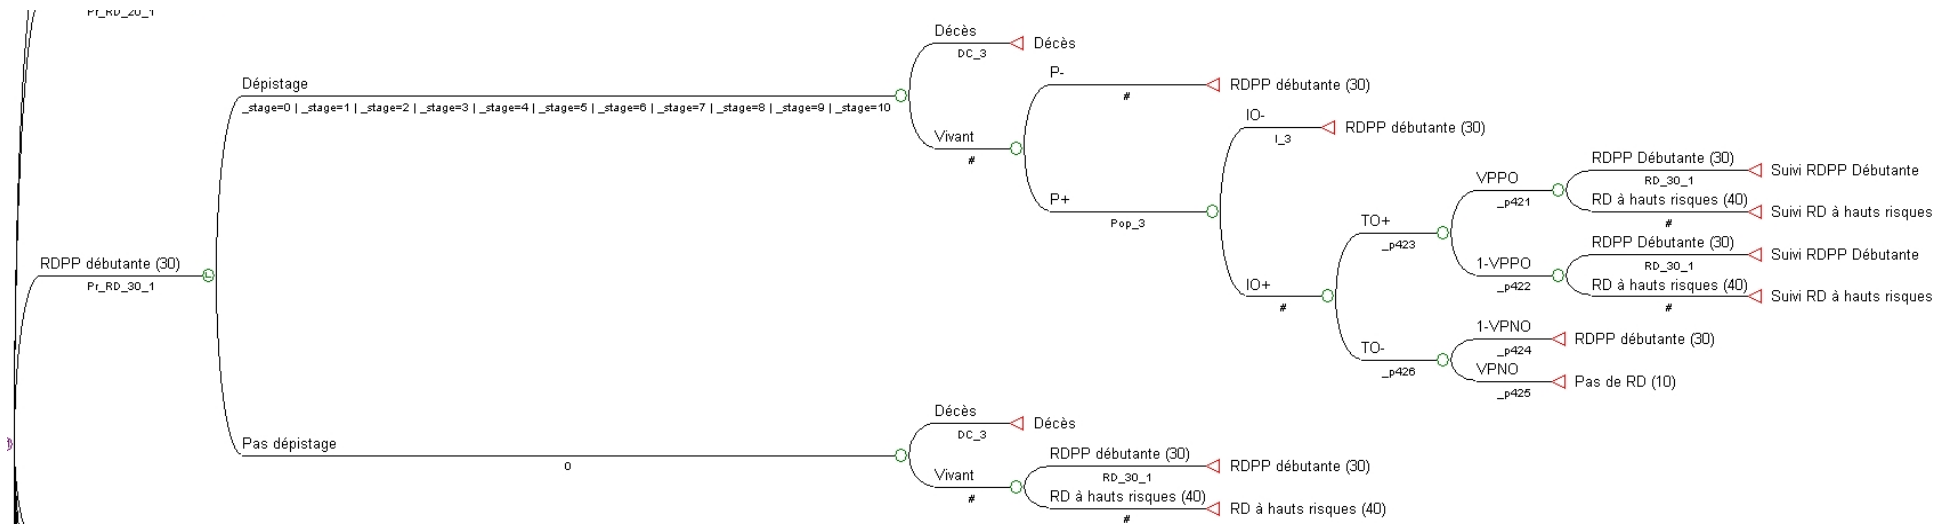 Pr_RD_20_1
Décès
DC_3
Décès
Dépistage
_stage=0 | _stage=1 | _stage=2 | _stage=3 | _stage=4 | _stage=5 | _stage=6 | _stage=7 | _stage=8 | _stage=9 | _stage=10
P-
#
RDPP débutante (30)
Vivant
#
IO-
I_3
RDPP débutante (30)
P+
Pop_3
RDPP Débutante (30)
RD_30_1
Suivi RDPP Débutante
VPPO
_p421
RD à hauts risques (40)
#
Suivi RD à hauts risques
TO+
_p423
RDPP Débutante (30)
RD_30_1
Suivi RDPP Débutante
1-VPPO
_p422
RD à hauts risques (40)
#
Suivi RD à hauts risques
RDPP débutante (30)
Pr_RD_30_1
L
IO+
#
1-VPNO
_p424
RDPP débutante (30)
TO-
_p426
VPNO
_p425
Pas de RD (10)
Décès
DC_3
Décès
Pas dépistage
0
RDPP débutante (30)
RD_30_1
RDPP débutante (30)
Vivant
#
RD à hauts risques (40)
#
RD à hauts risques (40)